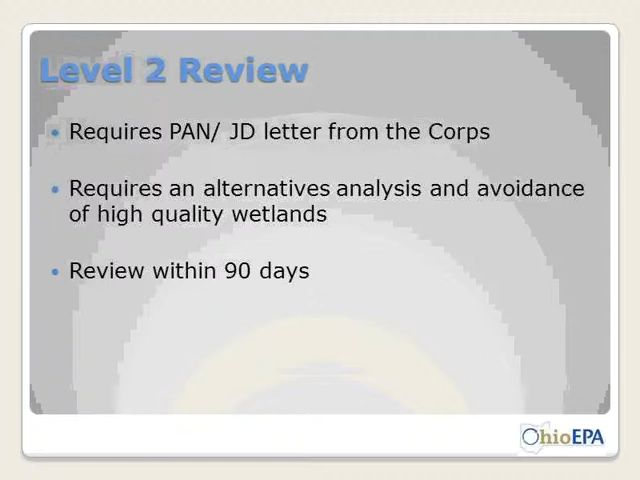 Level 2 Review
• Requires PAN/ JD letter from the Corps
• Requires an alternatives analysis and avoidance
of high quality wetlands
• Review within 90 days
OhioEPA